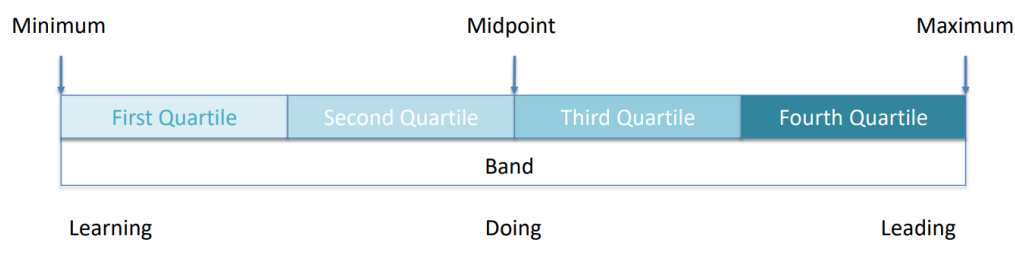 Minimum Midpoint Maximum
First Quartile Second Quartile Third Quartile Fourth Quartile
Band
Learning Doing Leading